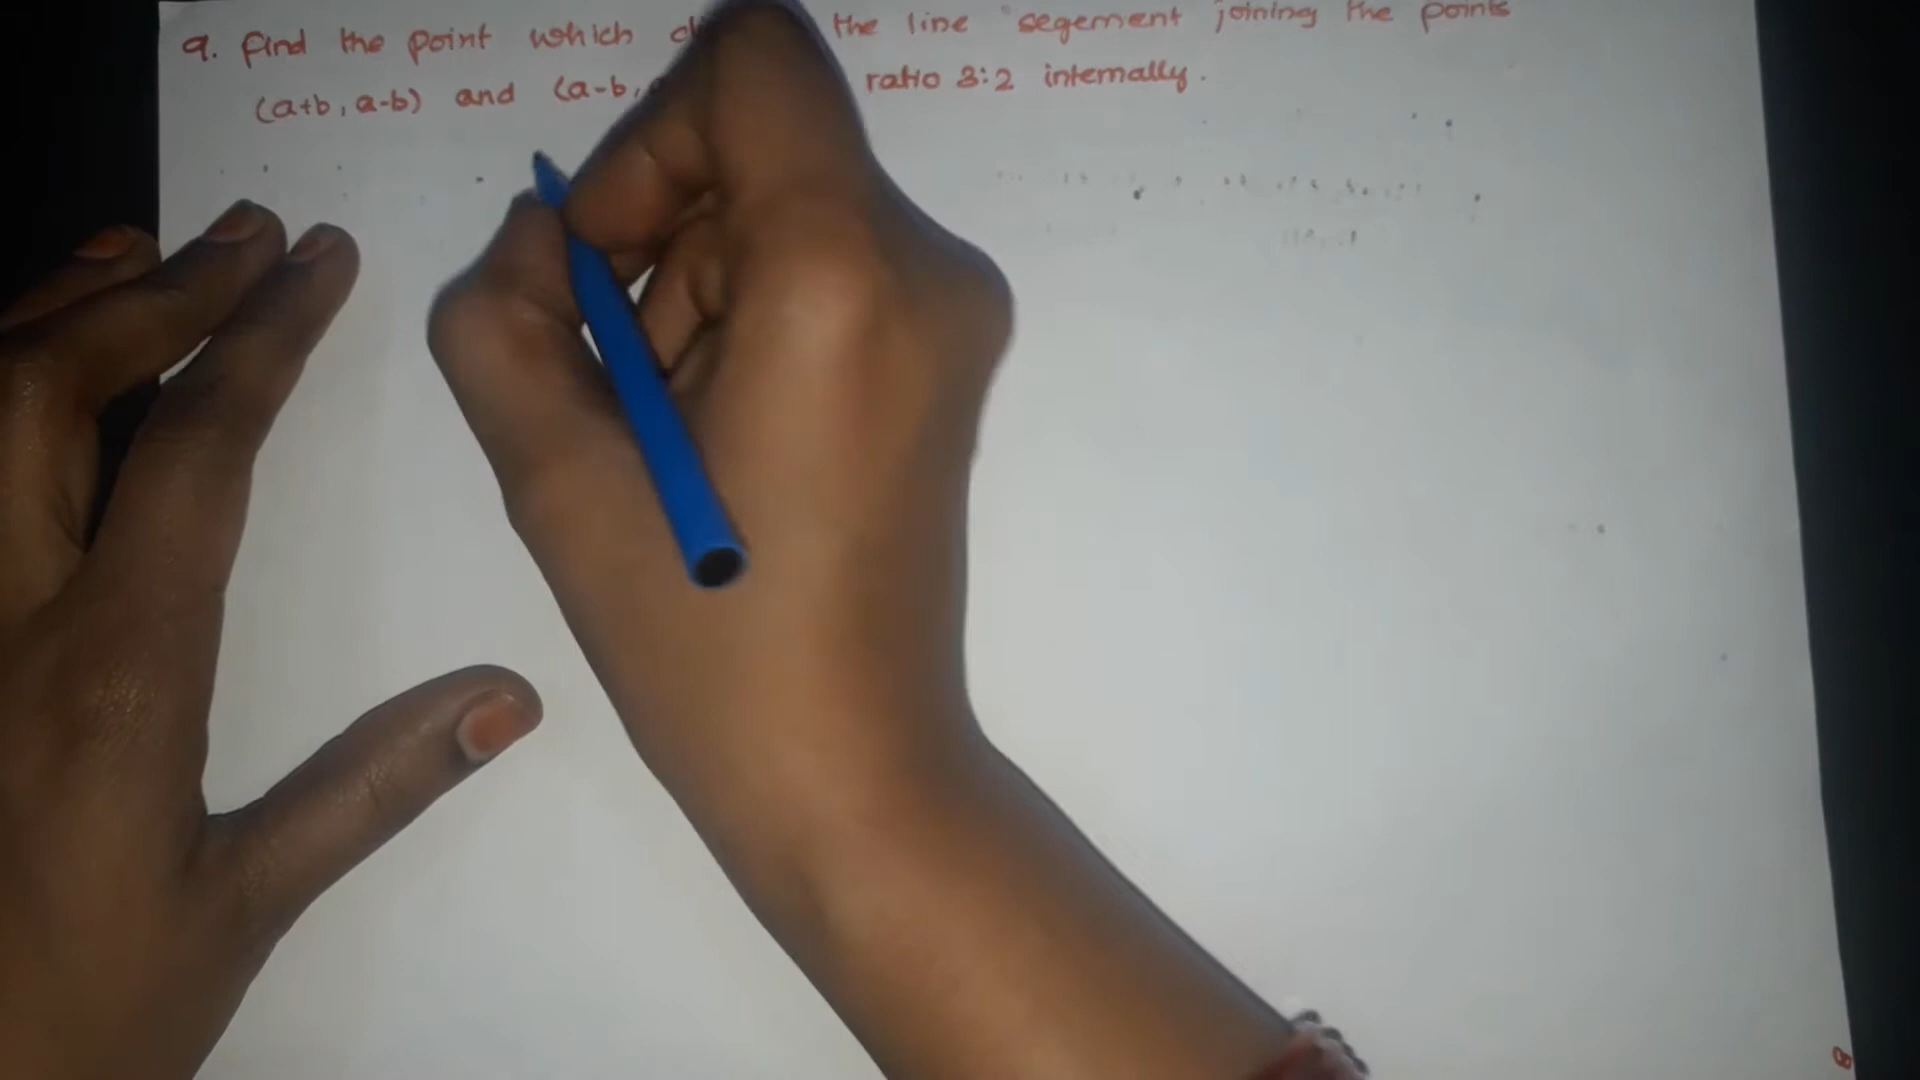 9. find the point which the line segement joining the points
(a+b, a-b) and (a-b, ratio 3:2 internally.